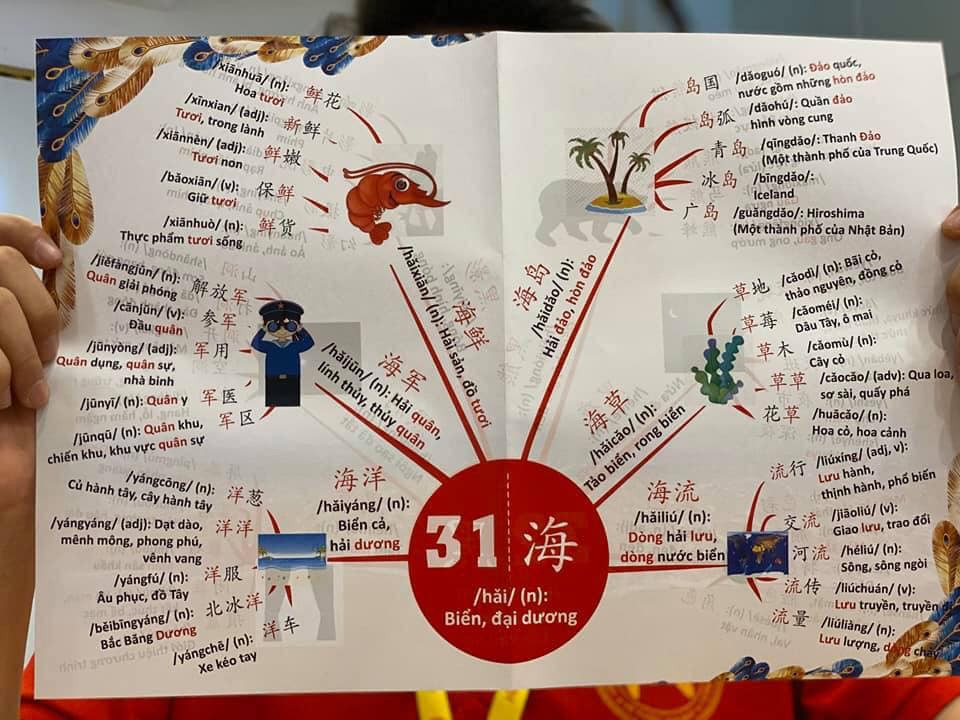 /xiānhuā/ (n):
Hoa tươi
鲜花
/xīnxian/ (adj):
Tươi, trong lành
新鲜
/xiānnèn/ (adj):
Tươi non
鲜嫩
/bǎoxiān/ (v):
Giữ tươi
保鲜
/xiānhuò/ (n):
Thực phẩm tươi sống
鲜货
海鲜
/hǎixiān/ (n): Hải sản, đồ tươi
/jiěfàngjūn/ (n):
Quân giải phóng
解放军
/cānjūn/ (v):
Đầu quân
参军
/jūnyòng/ (adj):
Quân dụng, quân sự,
nhà binh
军用
/jūnyī/ (n): Quân y
军医
/jūnqū/ (n): Quân khu,
chiến khu, khu vực quân sự
军区
海军
/hǎijūn/ (n): Hải quân,
lính thủy, thủy quân
/yángcōng/ (n):
Củ hành tây, cây hành tây
洋葱
/yángyáng/ (adj): Dạt dào,
mênh mông, phong phú,
vênh vang
洋洋
/yángfú/ (n):
Âu phục, đồ Tây
洋服
/běibīngyáng/ (n):
Bắc Băng Dương
北冰洋
/yángchē/ (n):
Xe kéo tay
洋车
海洋
/hǎiyáng/ (n):
Biển cả,
hải dương
31 海
/hǎi/ (n):
Biển, đại dương
岛国
/dǎoguó/ (n): Đảo quốc,
nước gồm những hòn đảo
岛弧
/dǎohú/: Quần đảo
hình vòng cung
青岛
/qīngdǎo/: Thanh Đảo
(Một thành phố của Trung Quốc)
冰岛
/bīngdǎo/:
Iceland
广岛
/guǎngdǎo/: Hiroshima
(Một thành phố của Nhật Bản)
海岛
/hǎidǎo/ (n):
Hải đảo, hòn đảo
草地
/cǎodì/ (n): Bãi cỏ,
thảo nguyên, đồng cỏ
草莓
/cǎoméi/ (n):
Dâu Tây, ô mai
草木
/cǎomù/ (n):
Cây cỏ
草草
/cǎocǎo/ (adv): Qua loa,
sơ sài, quấy phá
花草
/huācǎo/ (n):
Hoa cỏ, hoa cảnh
海草
/hǎicǎo/ (n):
Tảo biển, rong biển
流行
/liúxíng/ (adj, v):
Lưu hành,
thịnh hành, phổ biến
交流
/jiāoliú/ (v):
Giao lưu, trao đổi
河流
/héliú/ (n):
Sông, sông ngòi
流传
/liúchuán/ (v):
Lưu truyền, truyền
流量
/liúliàng/ (n):
Lưu lượng, dòng chảy
海流
/hǎiliú/ (n):
Dòng hải lưu,
dòng nước biển